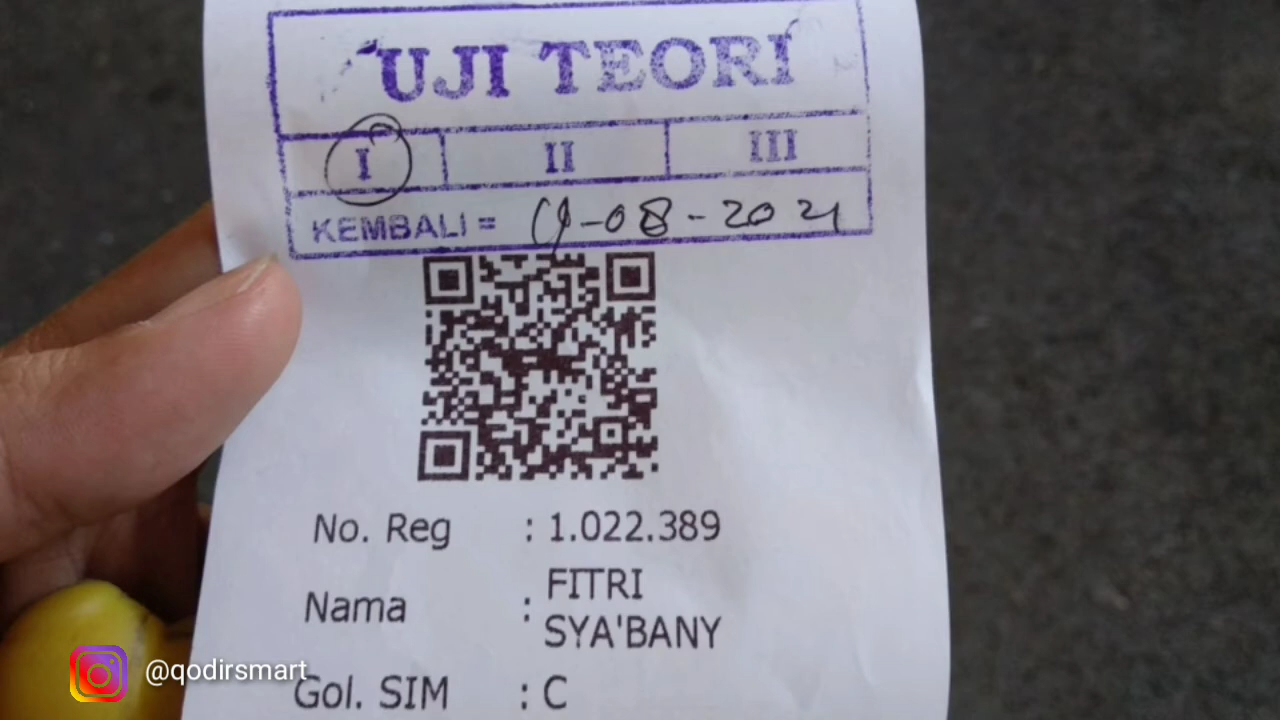 UJI TEORI
I II III
KEMBALI = -08-2021
No. Reg : 1.022.389
Nama : FITRI
SYA'BANY
@qodirsmart
Gol. SIM : C